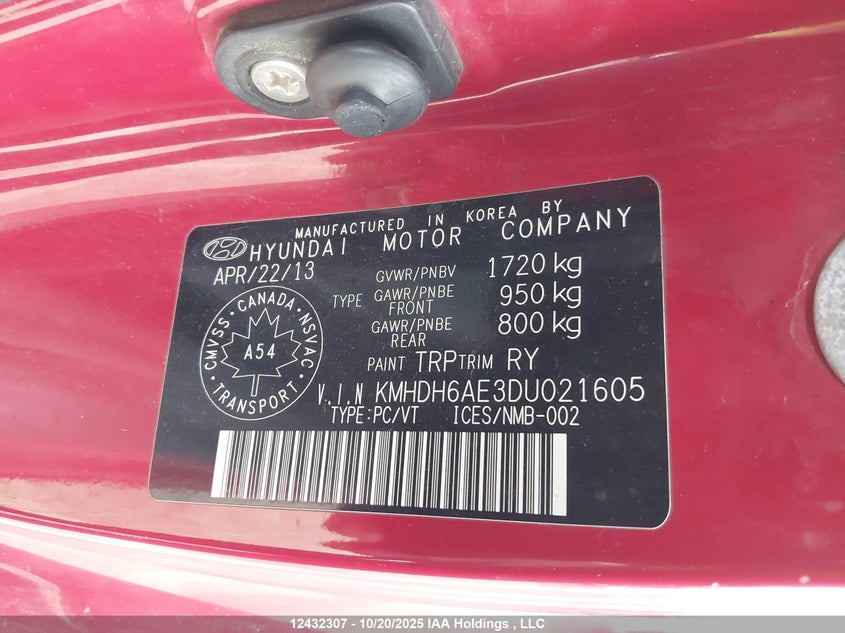 MANUFACTURED IN KOREA BY
HYUNDAI MOTOR COMPANY
APR/22/13
GVWR/PNBV 1720 kg
TYPE GAWR/PNBE FRONT 950 kg
GAWR/PNBE REAR 800 kg
CMVSS · CANADA · NSVAC
A54
TRANSPORT
PAINT TRP TRIM RY
V.I.N KMHDH6AE3DU021605
TYPE:PC/VT ICES/NMB-002
12432307 - 10/20/2025 IAA Holdings , LLC